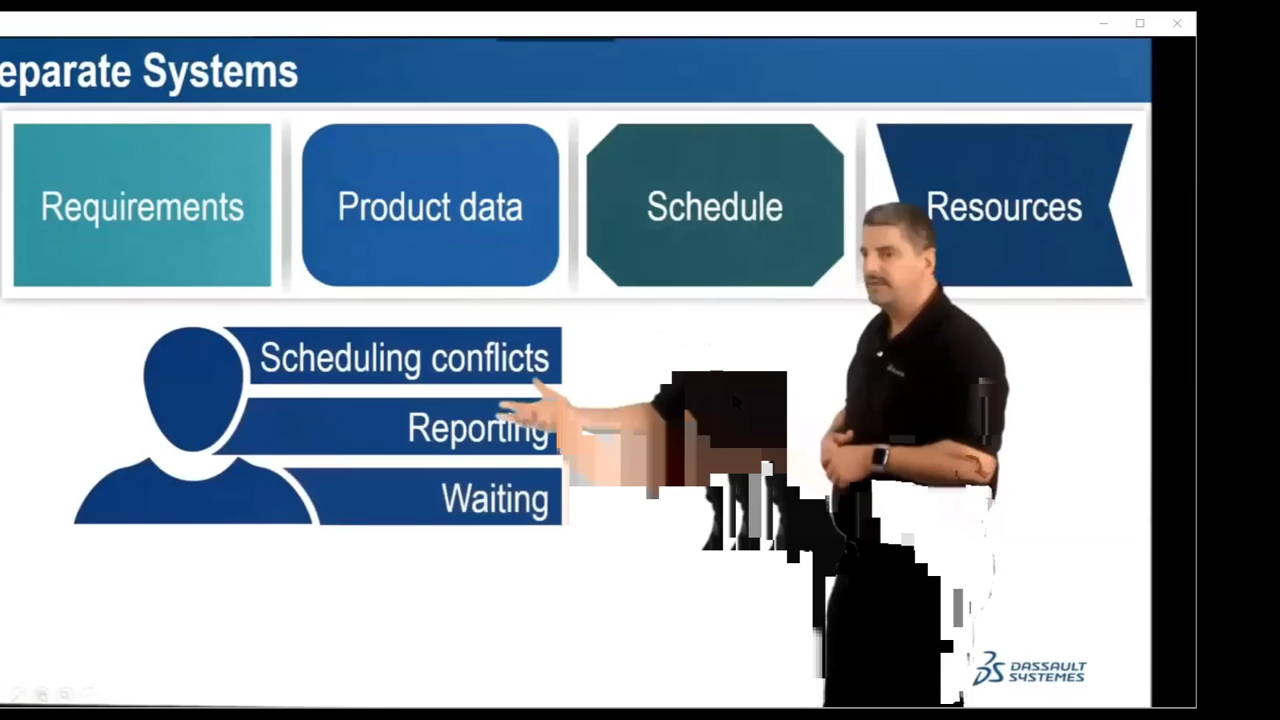 eparate Systems
Requirements
Product data
Schedule
Resources
Scheduling conflicts
Reporting
Waiting
DASSAULT
SYSTEMES